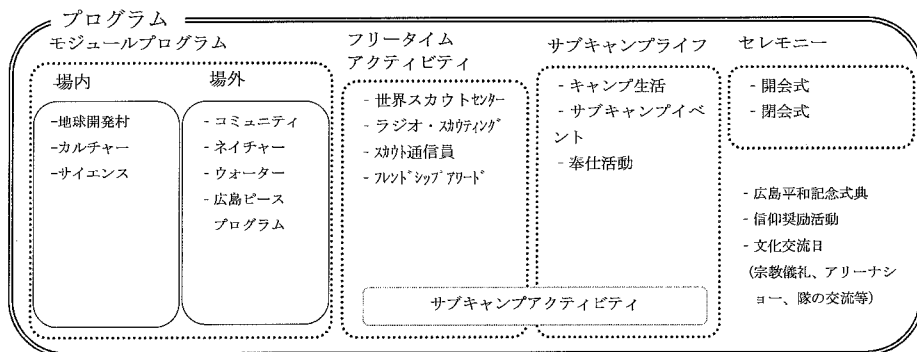 プログラム
モジュールプログラム
場内
-地球開発村
-カルチャー
-サイエンス
場外
- コミュニティ
- ネイチャー
- ウォーター
- 広島ピース
プログラム
フリータイム
アクティビティ
- 世界スカウトセンター
- ラジオ・スカウティング
- スカウト通信員
- フレンドシップアワード
サブキャンプライフ
- キャンプ生活
- サブキャンプイベ
ント
- 奉仕活動
サブキャンプアクティビティ
セレモニー
- 開会式
- 閉会式
- 広島平和記念式典
- 信仰奨励活動
- 文化交流日
(宗教儀礼、アリーナシ
ョー、隊の交流等)